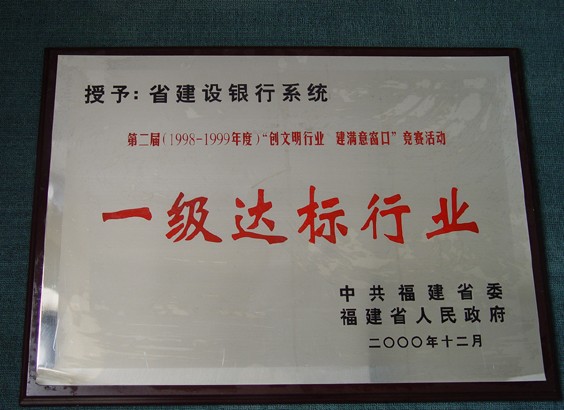 授予：省建设银行系统
第二届(1998-1999年度)“创文明行业 建满意窗口”竞赛活动
一级达标行业
中共福建省委
福建省人民政府
二〇〇〇年十二月